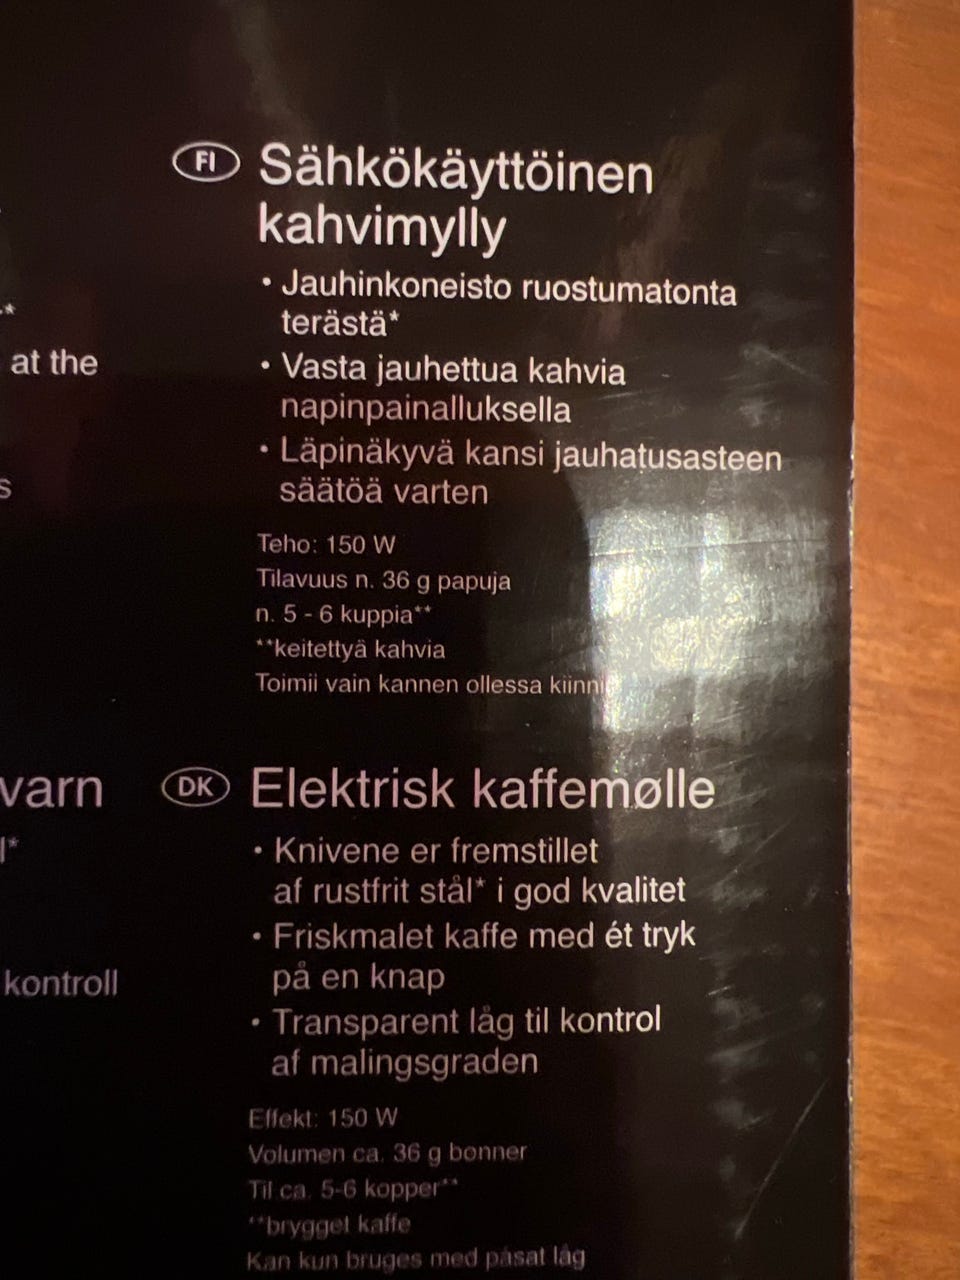 FI Sähkökäyttöinen
kahvimylly
• Jauhinkoneisto ruostumatonta
terästä*
• Vasta jauhettua kahvia
napinpainalluksella
• Läpinäkyvä kansi jauhatusasteen
säätöä varten
Teho: 150 W
Tilavuus n. 36 g papuja
n. 5 - 6 kuppia**
**keitettyä kahvia
Toimii vain kannen ollessa kiinni
at the
s
varn
l*
kontroll
DK Elektrisk kaffemølle
• Knivene er fremstillet
af rustfrit stål* i god kvalitet
• Friskmalet kaffe med ét tryk
på en knap
• Transparent låg til kontrol
af malingsgraden
Effekt: 150 W
Volumen ca. 36 g bønner
Til ca. 5-6 kopper**
**brygget kaffe
Kan kun bruges med påsat låg